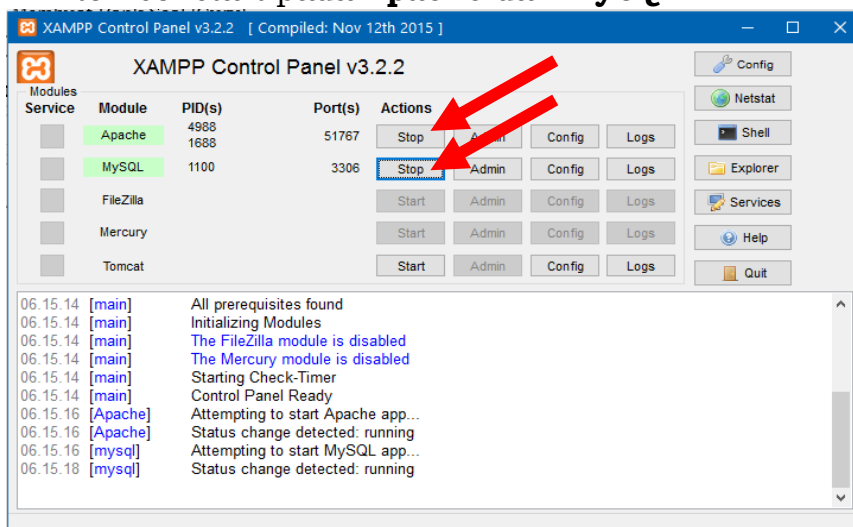 XAMPP Control Panel v3.2.2 [ Compiled: Nov 12th 2015 ]
XAMPP Control Panel v3.2.2
Config
Modules
Service Module PID(s) Port(s) Actions
Netstat
Apache 4988 1688 51767 Stop Admin Config Logs
Shell
MySQL 1100 3306 Stop Admin Config Logs
Explorer
FileZilla Start Admin Config Logs
Services
Mercury Start Admin Config Logs
Help
Tomcat Start Admin Config Logs
Quit
06.15.14 [main] All prerequisites found
06.15.14 [main] Initializing Modules
06.15.14 [main] The FileZilla module is disabled
06.15.14 [main] The Mercury module is disabled
06.15.14 [main] Starting Check-Timer
06.15.14 [main] Control Panel Ready
06.15.16 [Apache] Attempting to start Apache app...
06.15.16 [Apache] Status change detected: running
06.15.16 [mysql] Attempting to start MySQL app...
06.15.18 [mysql] Status change detected: running